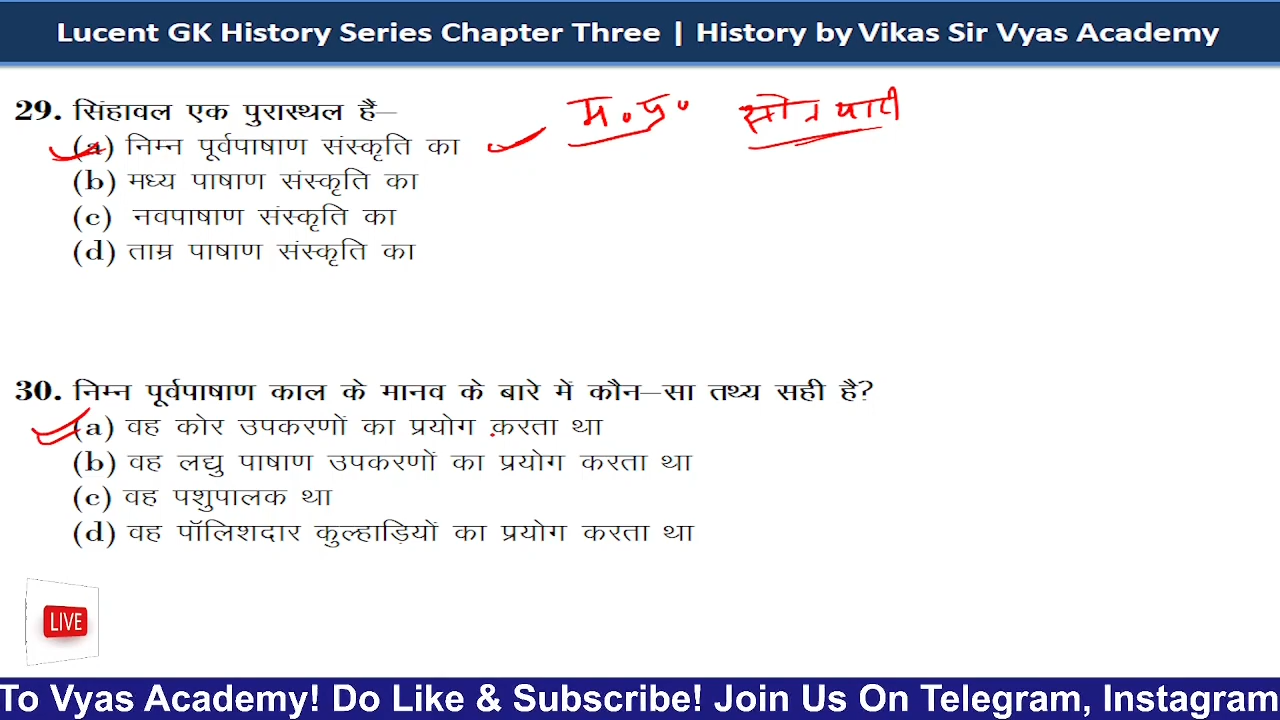 Lucent GK History Series Chapter Three | History by Vikas Sir Vyas Academy
29. सिंहावल एक पुरास्थल हैं– म.प्र. सोन घाटी
(a) निम्न पूर्वपाषाण संस्कृति का
(b) मध्य पाषाण संस्कृति का
(c) नवपाषाण संस्कृति का
(d) ताम्र पाषाण संस्कृति का
30. निम्न पूर्वपाषाण काल के मानव के बारे में कौन–सा तथ्य सही है?
(a) वह कोर उपकरणों का प्रयोग करता था
(b) वह लद्यु पाषाण उपकरणों का प्रयोग करता था
(c) वह पशुपालक था
(d) वह पॉलिशदार कुल्हाड़ियों का प्रयोग करता था
LIVE
To Vyas Academy! Do Like & Subscribe! Join Us On Telegram, Instagram